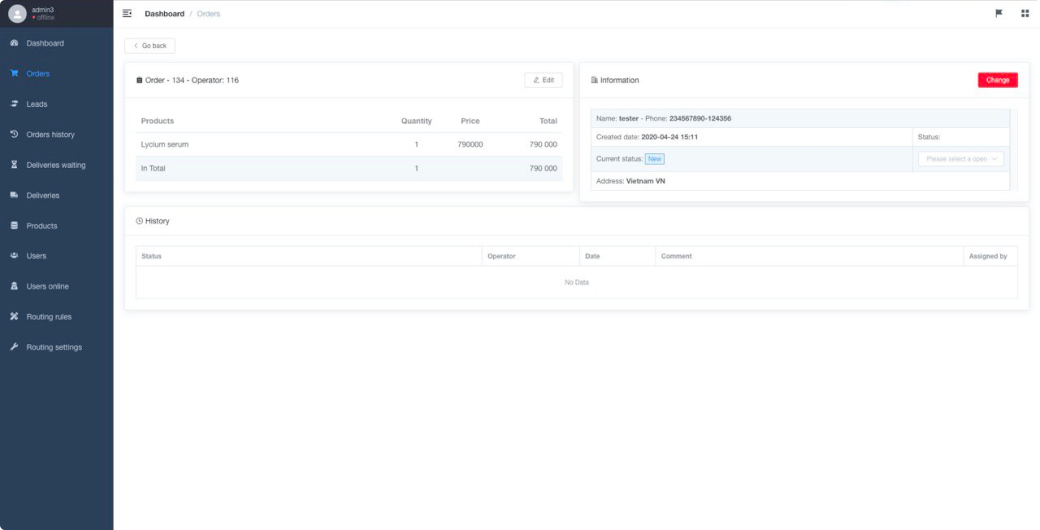 admin3
offline
Dashboard / Orders
Dashboard
Orders
Leads
Orders history
Deliveries waiting
Deliveries
Products
Users
Users online
Routing rules
Routing settings
Go back
Order - 134 - Operator: 116
Edit
Products Quantity Price Total
Lycium serum 1 790000 790 000
In Total 1 790 000
Information
Change
Name: tester - Phone: 234567890-124356
Created date: 2020-04-24 15:11
Status:
Current status: New
Please select a opec
Address: Vietnam VN
History
Status Operator Date Comment Assigned by
No Data